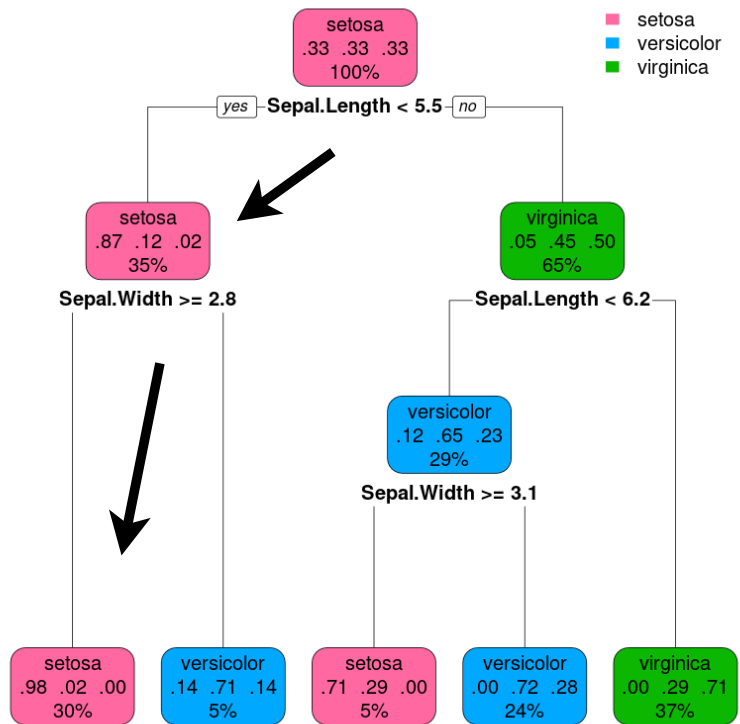 setosa
.33 .33 .33
100%
setosa
versicolor
virginica
yes Sepal.Length < 5.5 no
setosa
.87 .12 .02
35%
virginica
.05 .45 .50
65%
Sepal.Width >= 2.8
Sepal.Length < 6.2
versicolor
.12 .65 .23
29%
Sepal.Width >= 3.1
setosa
.98 .02 .00
30%
versicolor
.14 .71 .14
5%
setosa
.71 .29 .00
5%
versicolor
.00 .72 .28
24%
virginica
.00 .29 .71
37%